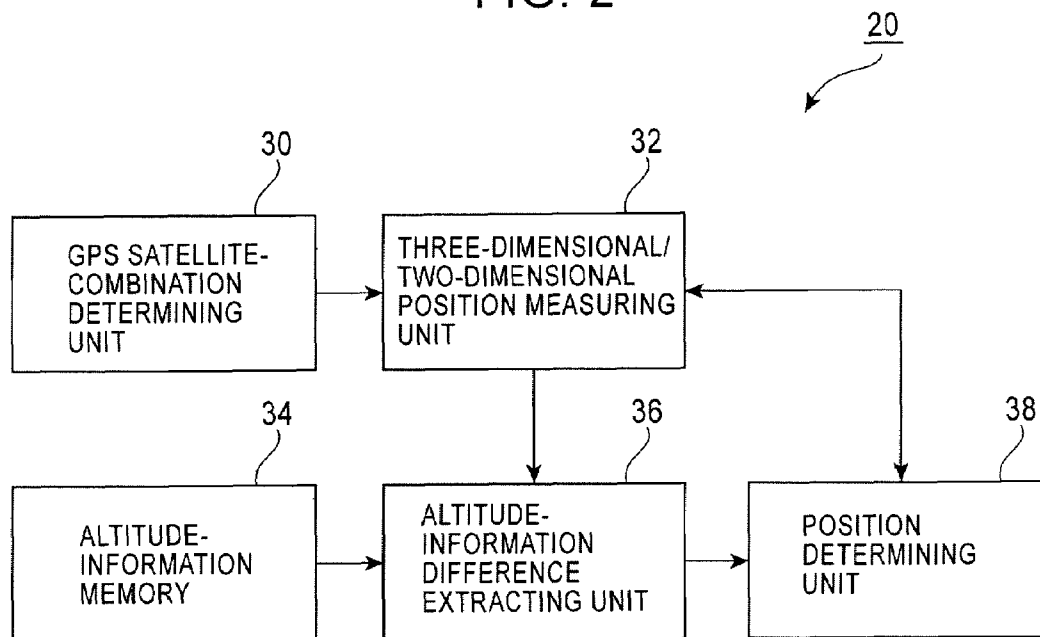 FIG. 2
20
30
32
GPS SATELLITE-
COMBINATION
DETERMINING
UNIT
THREE-DIMENSIONAL/
TWO-DIMENSIONAL
POSITION MEASURING
UNIT
34
36
38
ALTITUDE-
INFORMATION
MEMORY
ALTITUDE-
INFORMATION
DIFFERENCE
EXTRACTING UNIT
POSITION
DETERMINING
UNIT